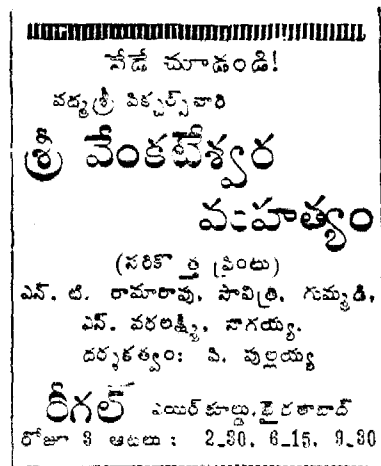 నేడే చూడండి!
పద్మశ్రీ పిక్చర్స్ వారి
శ్రీ వేంకటేశ్వర
మహత్యం
(సరికొత్త ప్రింటు)
ఎన్. టి. రామారావు, సావిత్రి, గుమ్మడి,
ఎస్. వరలక్ష్మి, నాగయ్య.
దర్శకత్వం: పి. పుల్లయ్య
రీగల్ ఎయిర్ కూల్డు, హైదరాబాద్
రోజూ 3 ఆటలు : 2-30, 6-15, 9-30